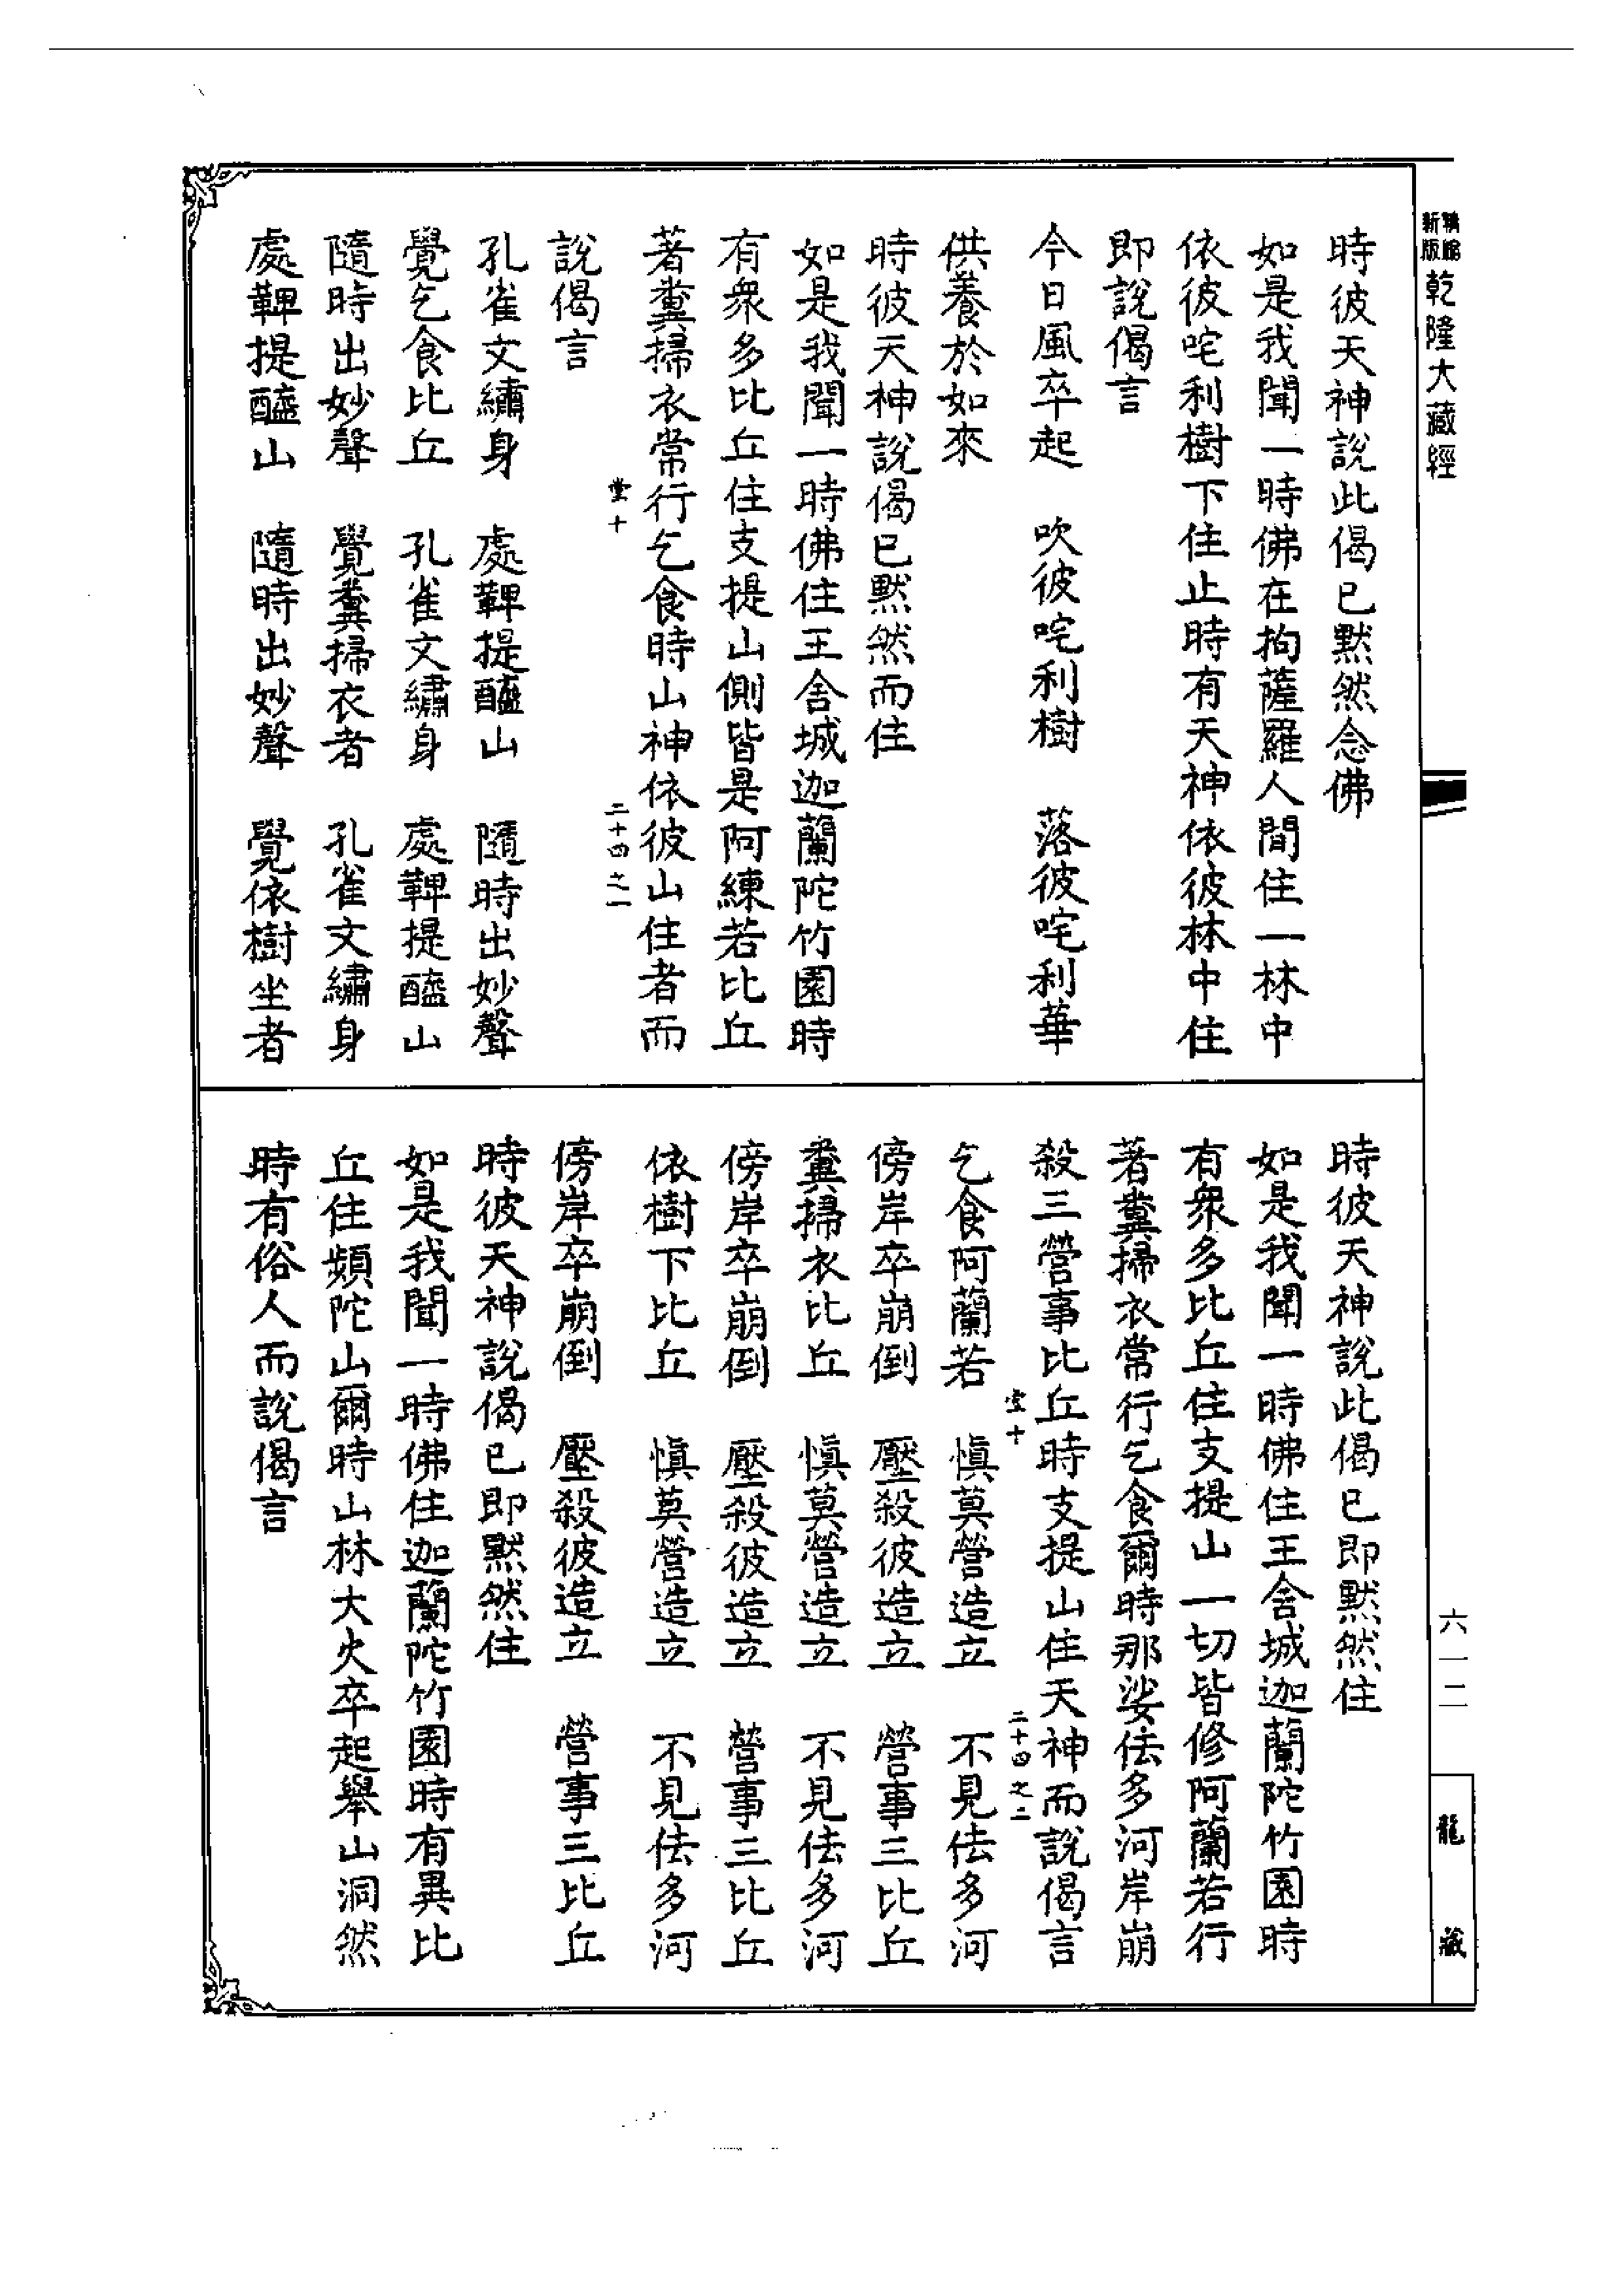 精編
新版
乾隆大藏經
時彼天神說此偈已默然念佛
如是我聞一時佛在拘薩羅人間住一林中
依彼咤利樹下住止時有天神依彼林中住
即說偈言
今日風卒起　吹彼咤利樹　落彼咤利華
供養於如來
時彼天神說偈已默然而住
如是我聞一時佛住王舍城迦蘭陀竹園時
有衆多比丘住支提山側皆是阿練若比丘
著糞掃衣常行乞食時山神依彼山住者而
堂十　二十四之一
說偈言
孔雀文繡身　處鞞提醯山　隨時出妙聲
覺乞食比丘　孔雀文繡身　處鞞提醯山
隨時出妙聲　覺糞掃衣者　孔雀文繡身
處鞞提醯山　隨時出妙聲　覺依樹坐者
時彼天神說此偈已即默然住
如是我聞一時佛住王舍城迦蘭陀竹園時
有衆多比丘住支提山一切皆修阿蘭若行
著糞掃衣常行乞食爾時那娑佉多河岸崩
殺三營事比丘時支提山住天神而說偈言
堂十　二十四之二
乞食阿蘭若　慎莫營造立　不見佉多河
傍岸卒崩倒　壓殺彼造立　營事三比丘
糞掃衣比丘　慎莫營造立　不見佉多河
傍岸卒崩倒　壓殺彼造立　營事三比丘
依樹下比丘　慎莫營造立　不見佉多河
傍岸卒崩倒　壓殺彼造立　營事三比丘
時彼天神說偈已即默然住
如是我聞一時佛住迦蘭陀竹園時有異比
丘住頻陀山爾時山林大火卒起舉山洞然
時有俗人而說偈言
六一二
龍藏